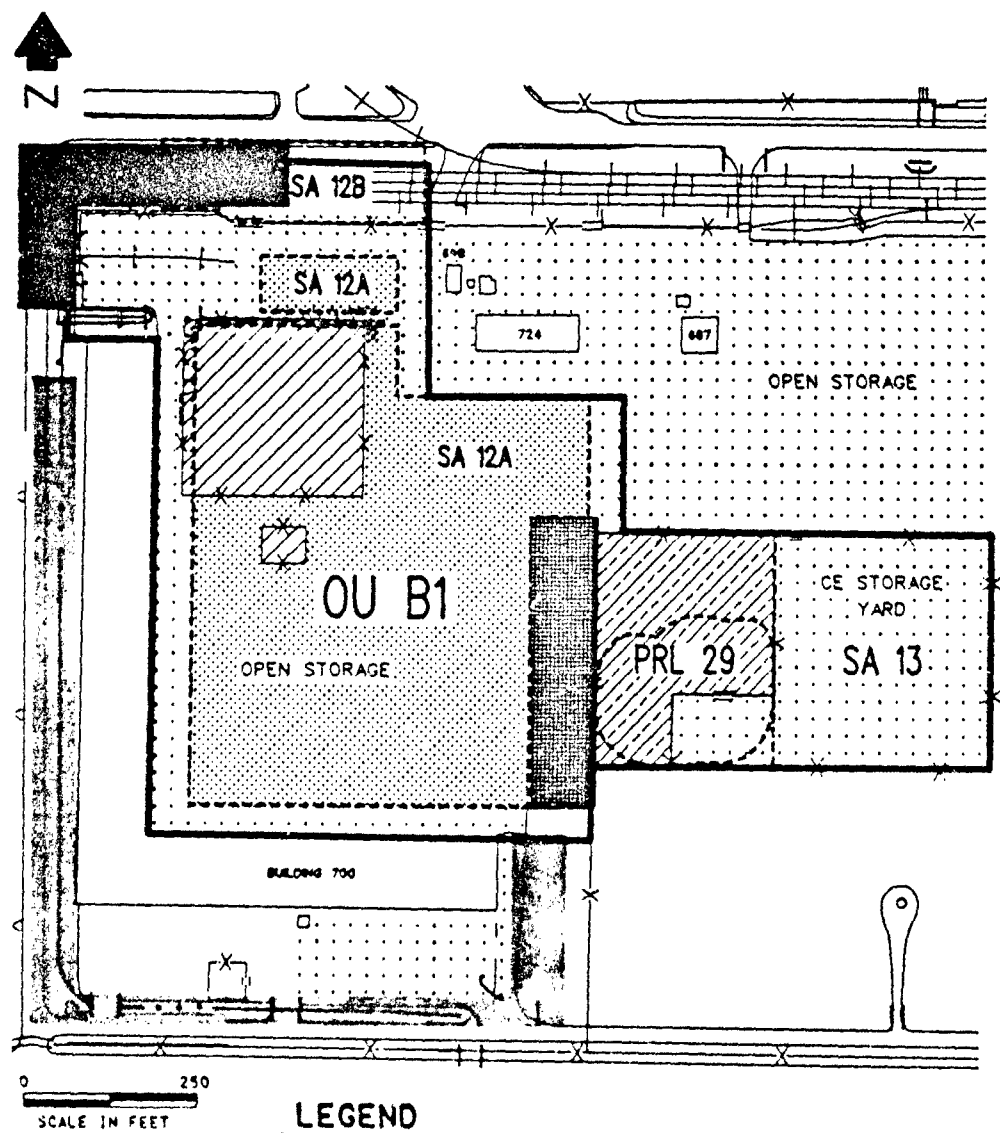 N
SA 12B
SA 12A
724
687
OPEN STORAGE
SA 12A
OU B1
OPEN STORAGE
CE STORAGE
YARD
PRL 29
SA 13
BUILDING 700
0 250
SCALE IN FEET
LEGEND